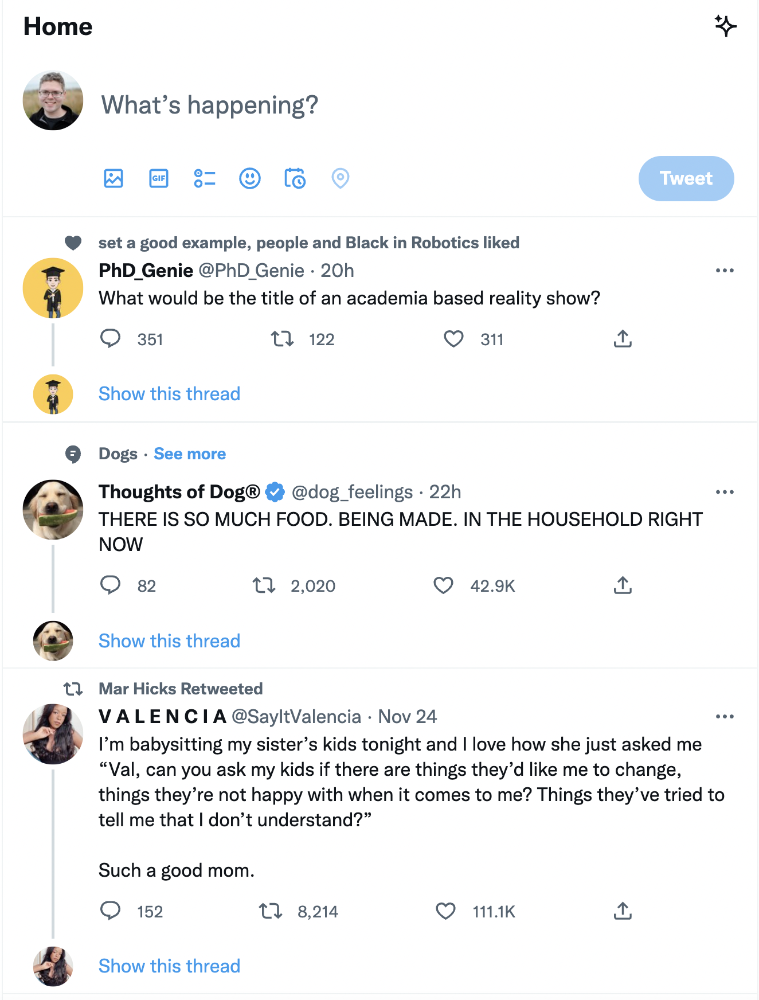 Home
What’s happening?
GIF
Tweet
set a good example, people and Black in Robotics liked
PhD_Genie @PhD_Genie · 20h
What would be the title of an academia based reality show?
351 122 311
Show this thread
Dogs · See more
Thoughts of Dog® @dog_feelings · 22h
THERE IS SO MUCH FOOD. BEING MADE. IN THE HOUSEHOLD RIGHT
NOW
82 2,020 42.9K
Show this thread
Mar Hicks Retweeted
V A L E N C I A @SayItValencia · Nov 24
I’m babysitting my sister’s kids tonight and I love how she just asked me
“Val, can you ask my kids if there are things they’d like me to change,
things they’re not happy with when it comes to me? Things they’ve tried to
tell me that I don’t understand?”
Such a good mom.
152 8,214 111.1K
Show this thread